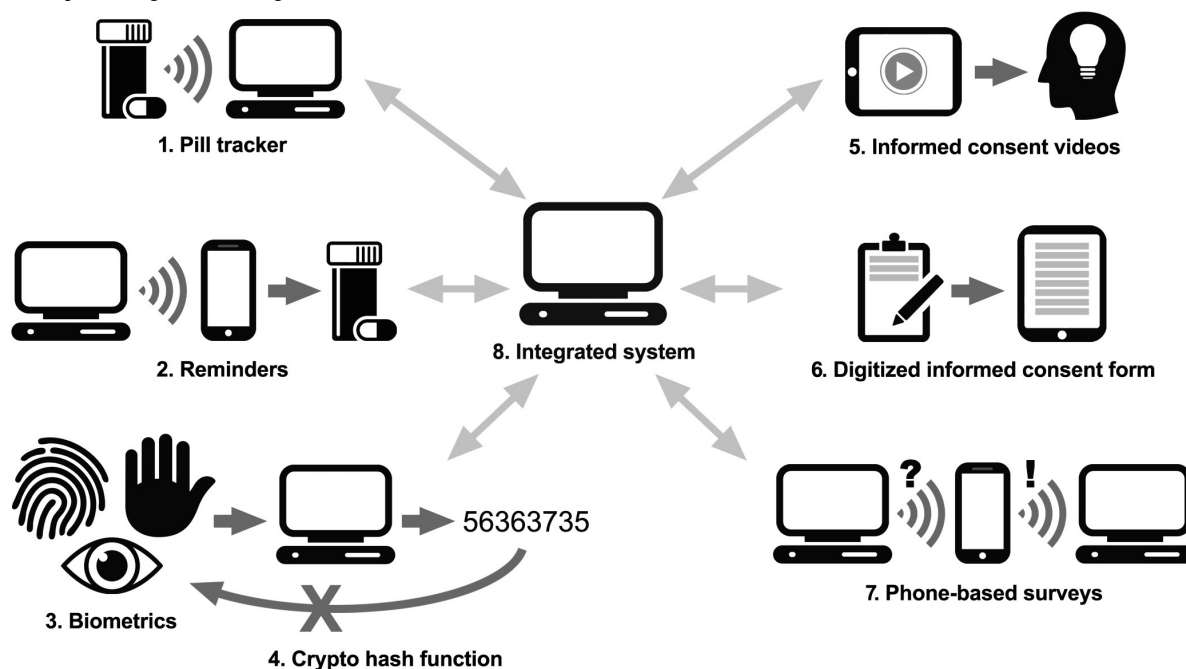 1. Pill tracker
5. Informed consent videos
2. Reminders
8. Integrated system
6. Digitized informed consent form
56363735
?
!
3. Biometrics
X
4. Crypto hash function
7. Phone-based surveys